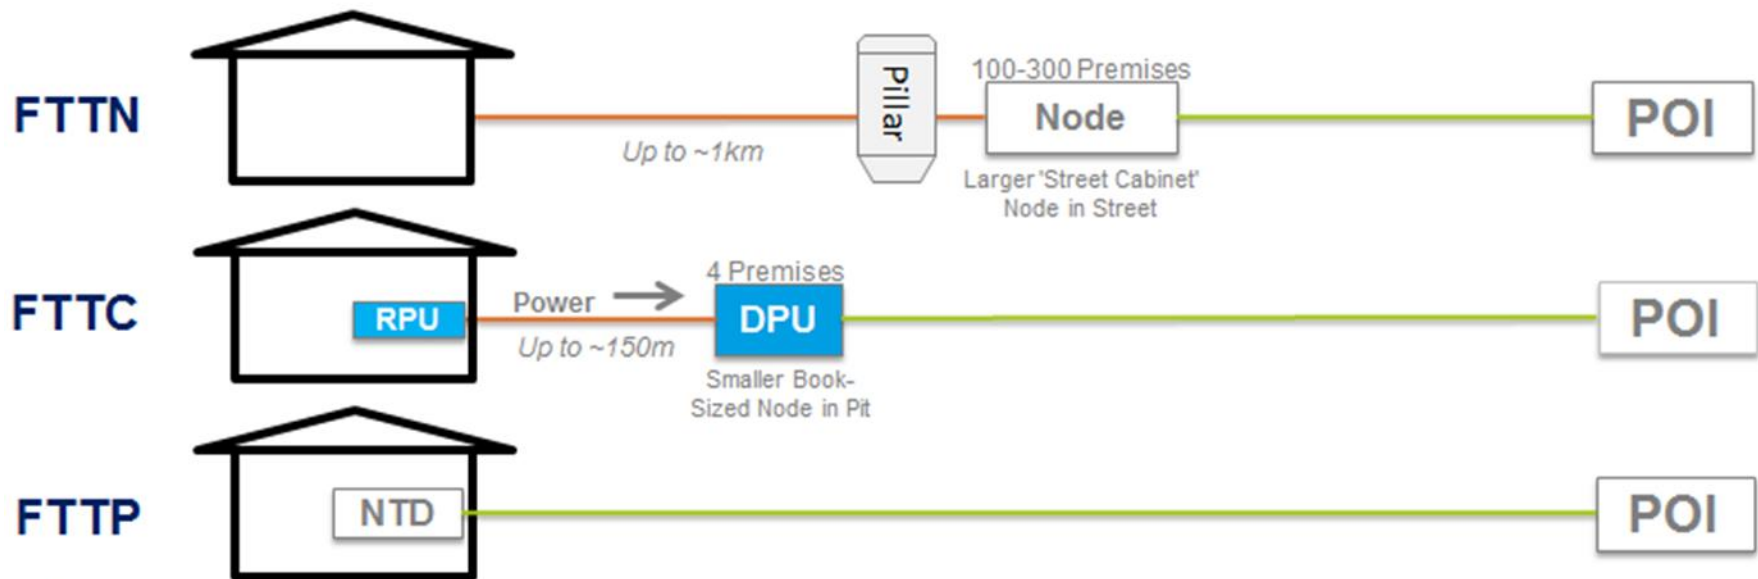 FTTN
Pillar
100-300 Premises
Node
POI
Up to ~1km
Larger 'Street Cabinet'
Node in Street
FTTC
RPU
Power
4 Premises
DPU
POI
Up to ~150m
Smaller Book-
Sized Node in Pit
FTTP
NTD
POI